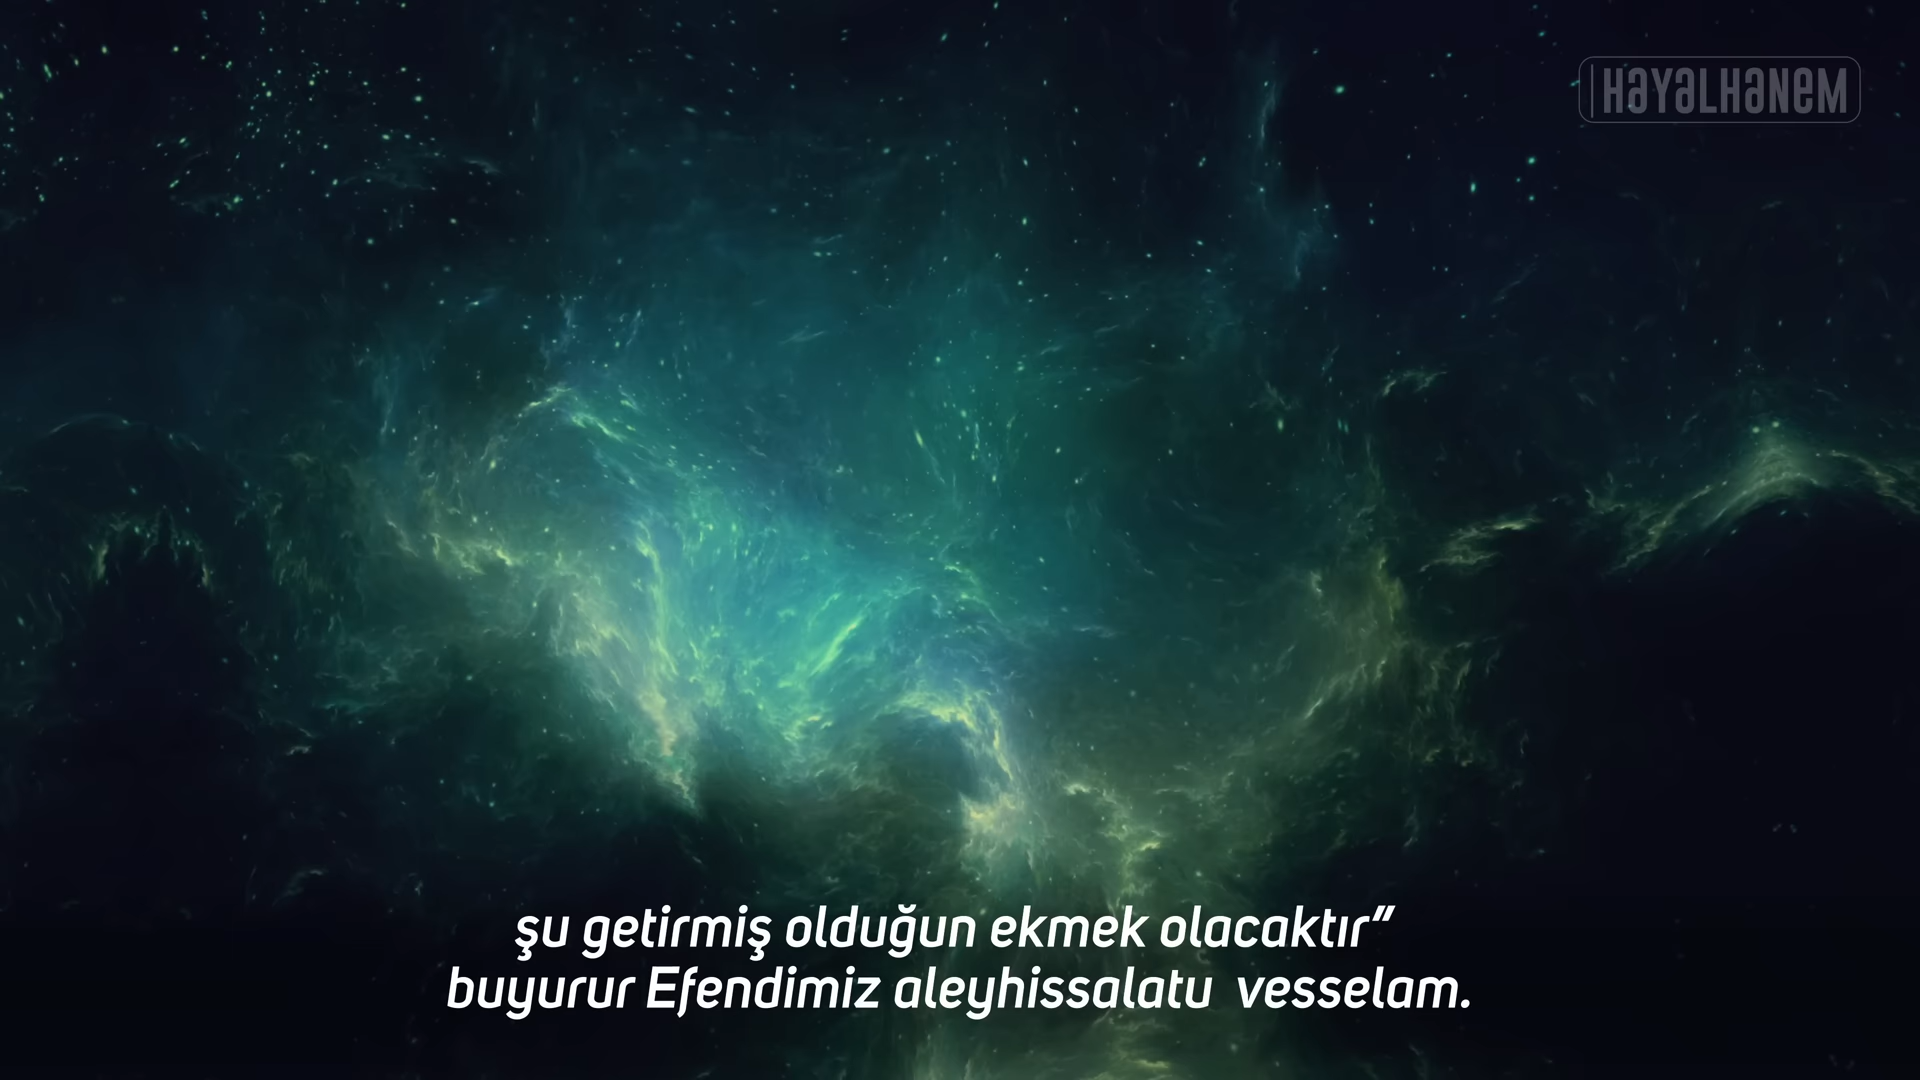 HAYALHANEM
şu getirmiş olduğun ekmek olacaktır”
buyurur Efendimiz aleyhissalatu vesselam.